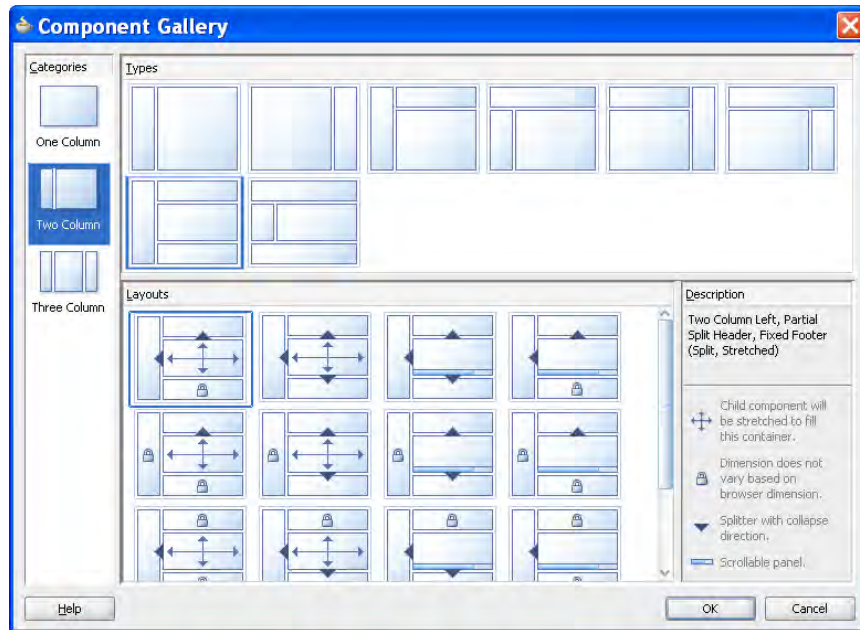 Component Gallery
Categories
One Column
Two Column
Three Column
Types
Layouts
Description
Two Column Left, Partial
Split Header, Fixed Footer
(Split, Stretched)
Child component will
be stretched to fill
this container.
Dimension does not
vary based on
browser dimension.
Splitter with collapse
direction.
Scrollable panel.
Help
OK
Cancel